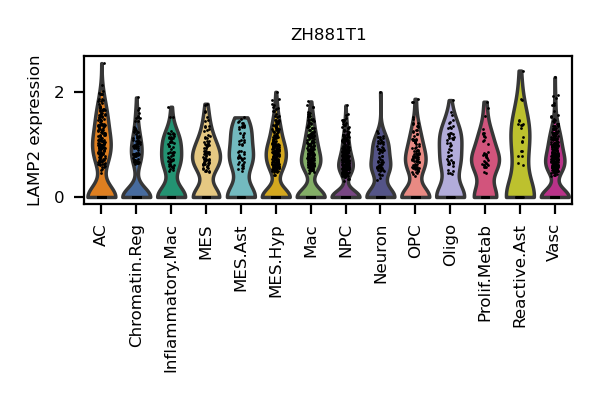 ZH881T1
LAMP2 expression
2
0
AC
Chromatin.Reg
Inflammatory.Mac
MES
MES.Ast
MES.Hyp
Mac
NPC
Neuron
OPC
Oligo
Prolif.Metab
Reactive.Ast
Vasc